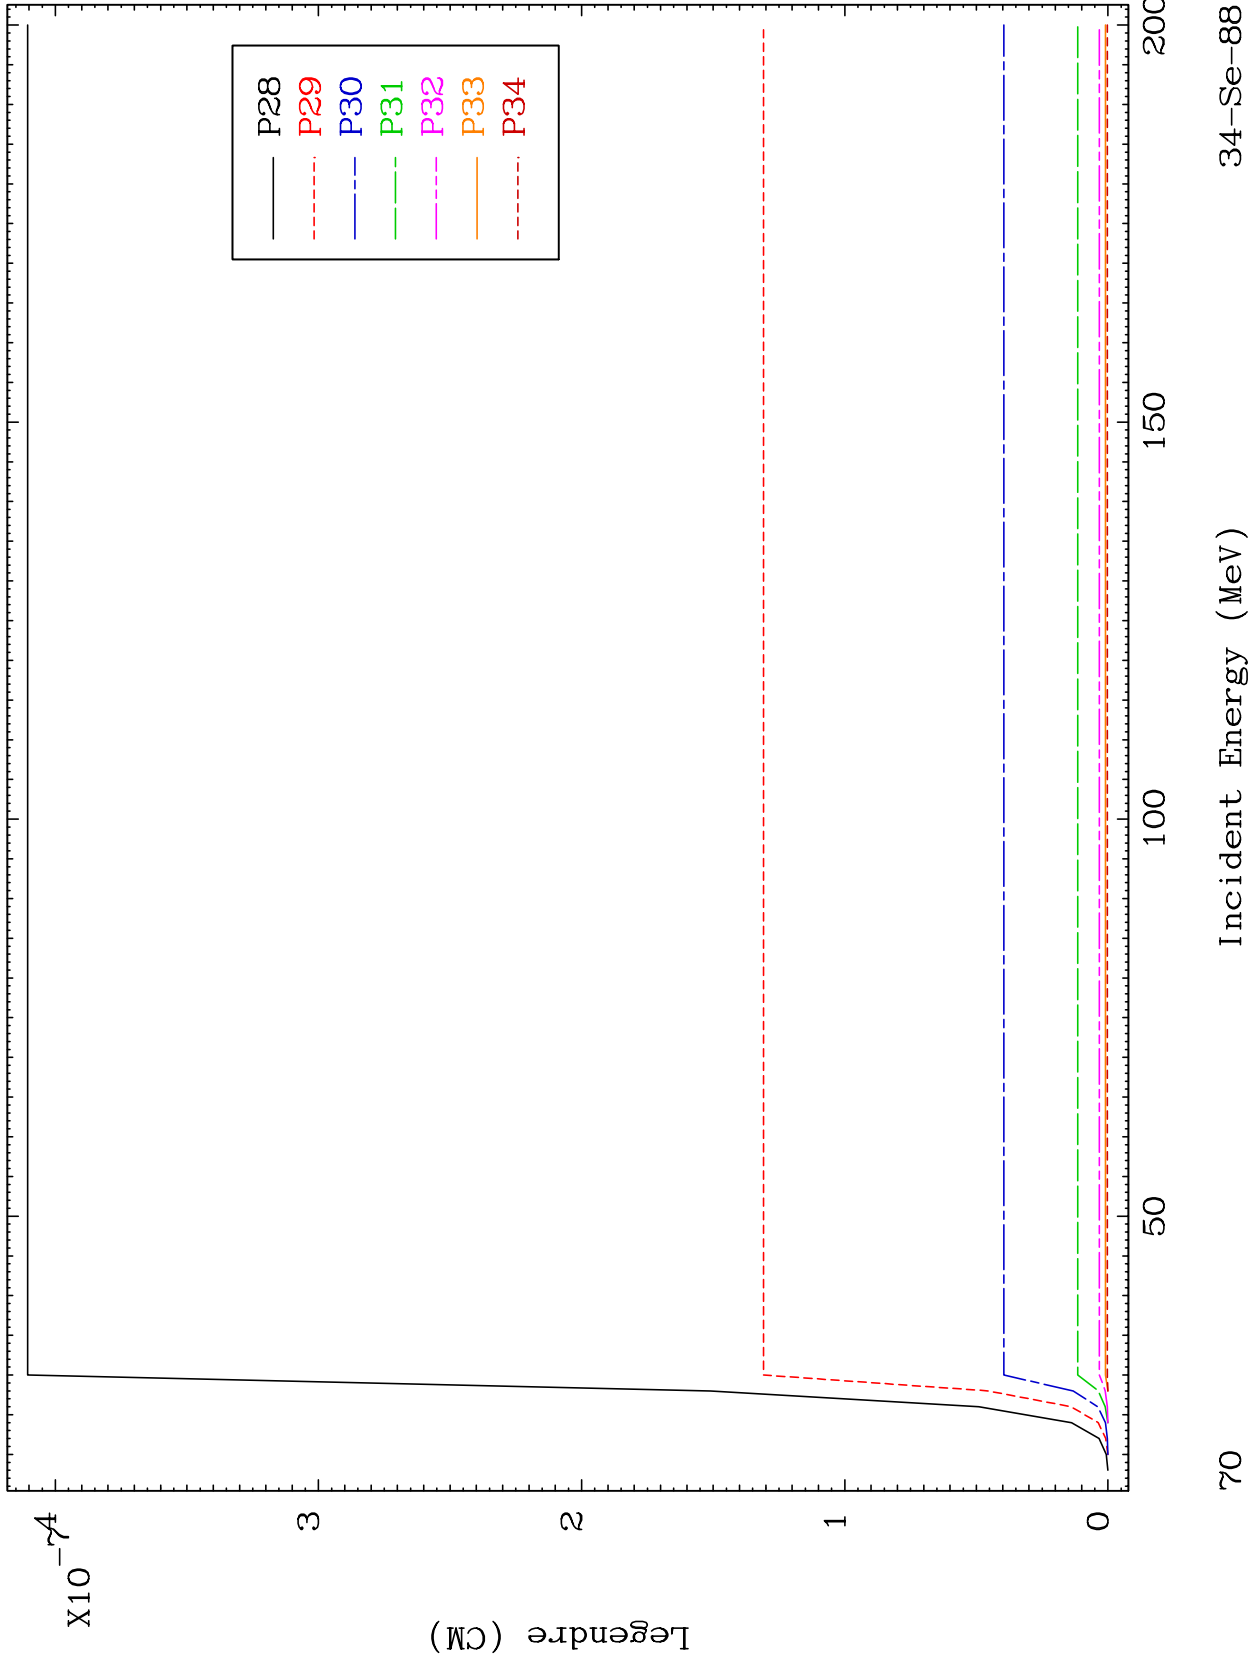 X10-7
4
3
2
1
0
Legendre (CM)
P28
P29
P30
P31
P32
P33
P34
50
100
150
200
Incident Energy (MeV)
70
34-Se-88